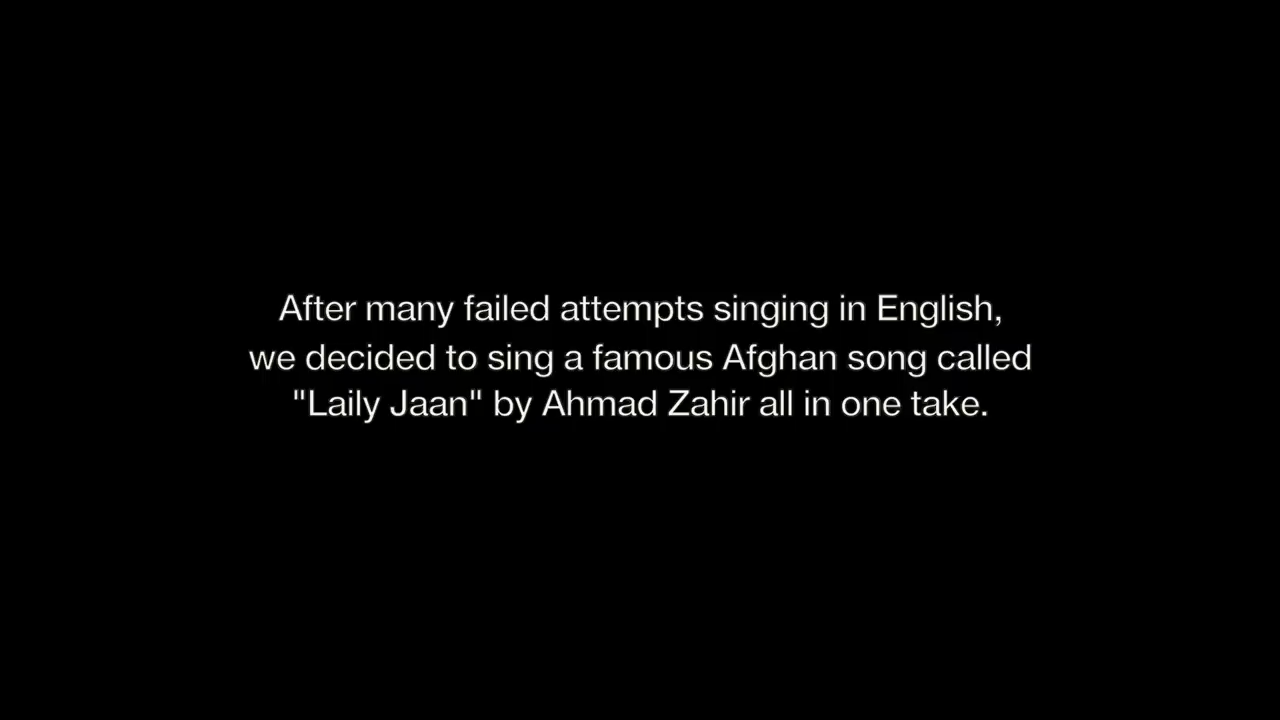 After many failed attempts singing in English,
we decided to sing a famous Afghan song called
"Laily Jaan" by Ahmad Zahir all in one take.